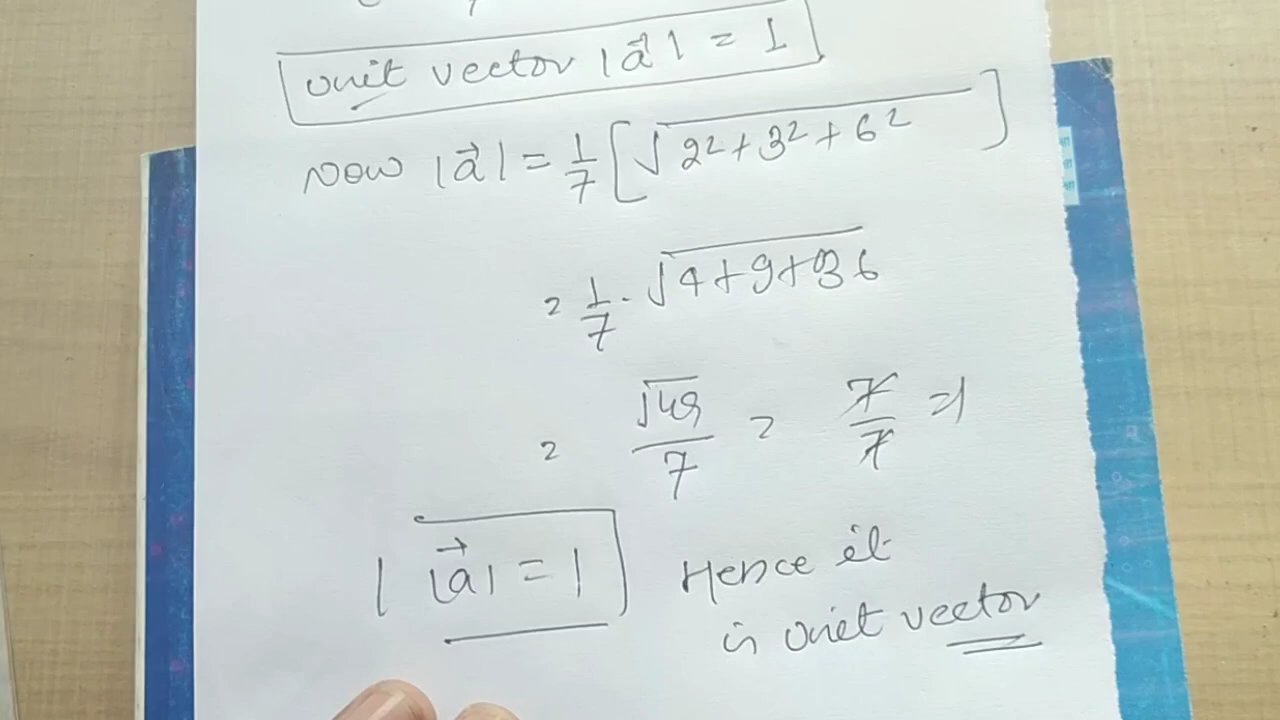 unit vector |a⃗| = 1
Now |a⃗| = 1/7 [√2²+3²+6²]
= 1/7 . √4+9+36
= √49/7 = 7/7 = 1
|a⃗| = 1 Hence it
is unit vector